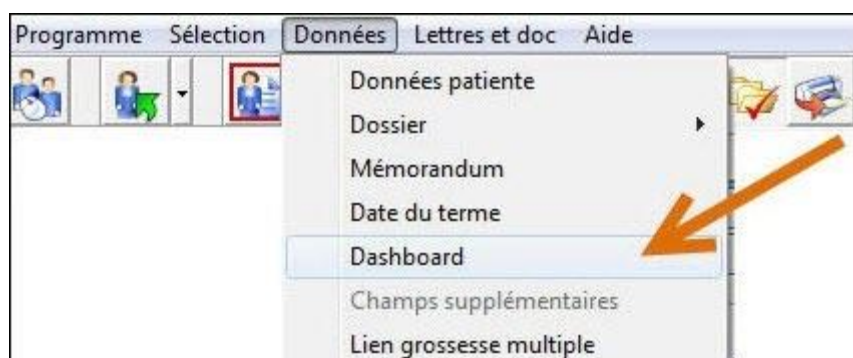 Programme Sélection Données Lettres et doc Aide
Données patiente
Dossier
Mémorandum
Date du terme
Dashboard
Champs supplémentaires
Lien grossesse multiple